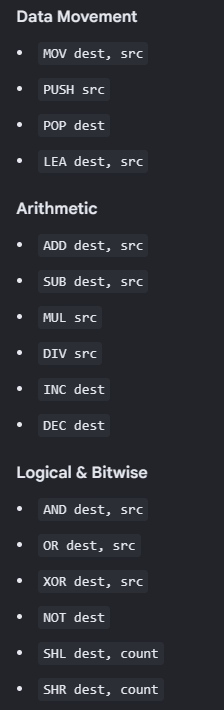 Data Movement
• MOV dest, src
• PUSH src
• POP dest
• LEA dest, src
Arithmetic
• ADD dest, src
• SUB dest, src
• MUL src
• DIV src
• INC dest
• DEC dest
Logical & Bitwise
• AND dest, src
• OR dest, src
• XOR dest, src
• NOT dest
• SHL dest, count
• SHR dest, count